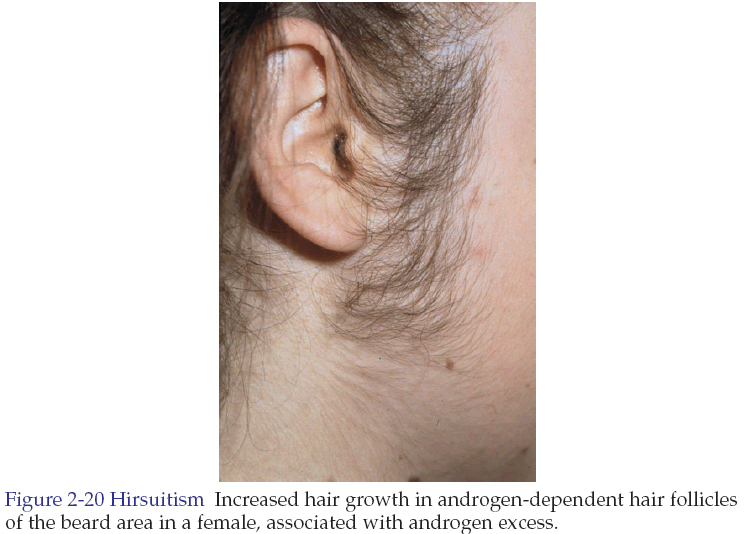 Figure 2-20 Hirsuitism Increased hair growth in androgen-dependent hair follicles
of the beard area in a female, associated with androgen excess.